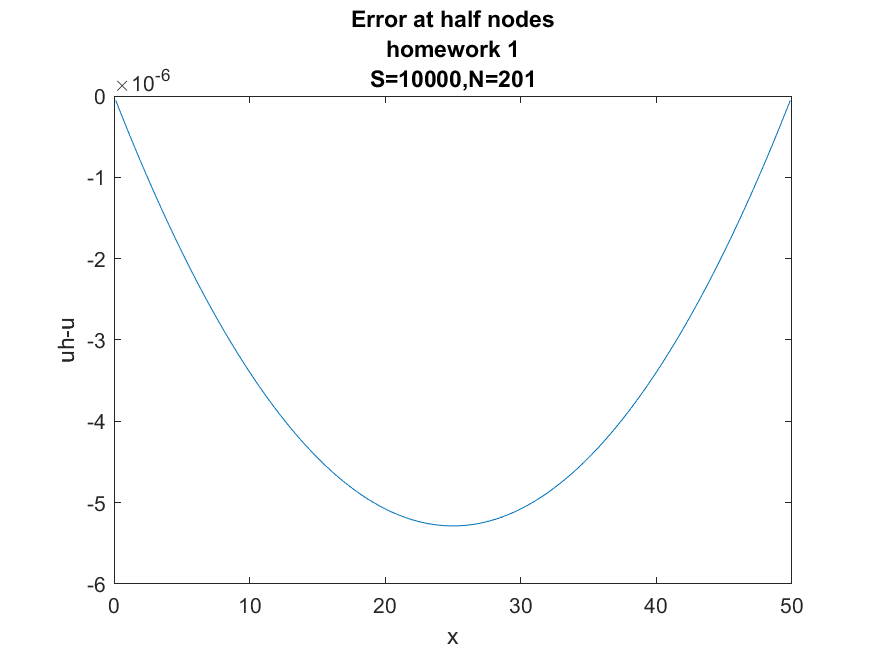 Error at half nodes
homework 1
S=10000,N=201
×10-6
0
-1
-2
-3
-4
-5
-6
uh-u
0 10 20 30 40 50
x